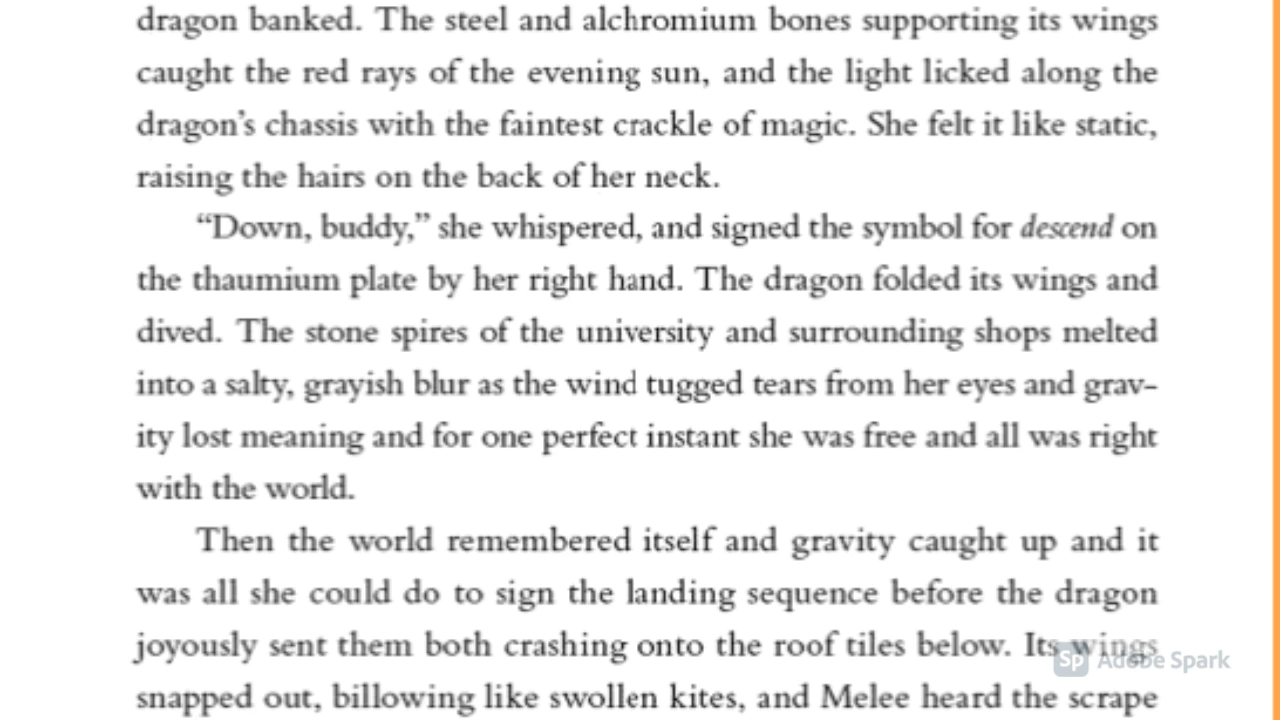 dragon banked. The steel and alchromium bones supporting its wings
caught the red rays of the evening sun, and the light licked along the
dragon’s chassis with the faintest crackle of magic. She felt it like static,
raising the hairs on the back of her neck.
“Down, buddy,” she whispered, and signed the symbol for descend on
the thaumium plate by her right hand. The dragon folded its wings and
dived. The stone spires of the university and surrounding shops melted
into a salty, grayish blur as the wind tugged tears from her eyes and grav-
ity lost meaning and for one perfect instant she was free and all was right
with the world.
Then the world remembered itself and gravity caught up and it
was all she could do to sign the landing sequence before the dragon
joyously sent them both crashing onto the roof tiles below. Its wings
snapped out, billowing like swollen kites, and Melee heard the scrape
Sp Adobe Spark